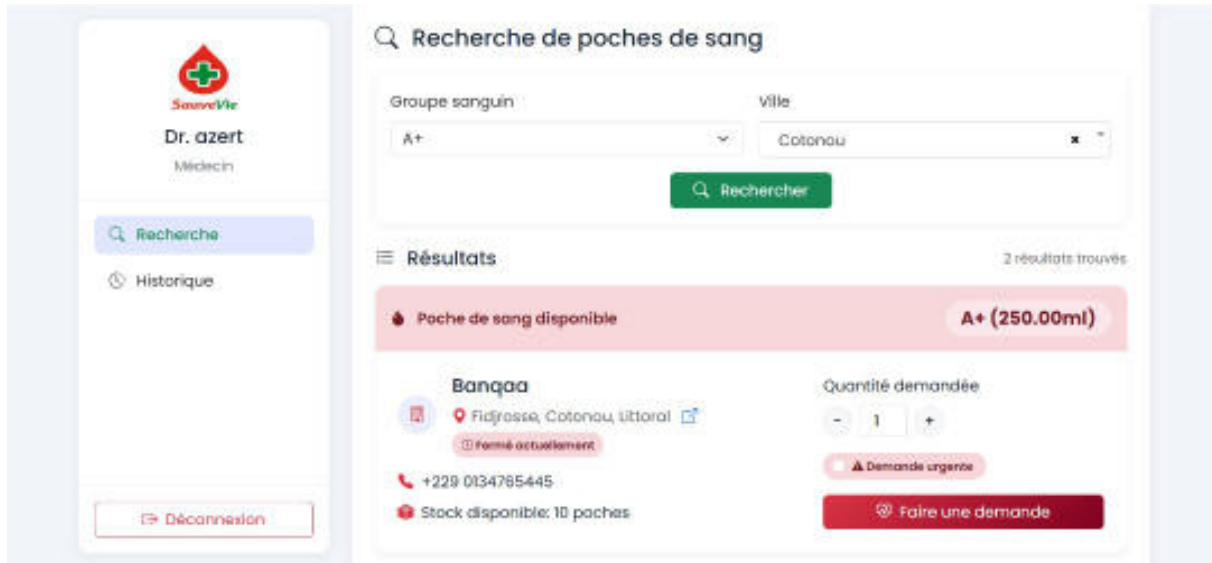 SauveVie
Dr. azert
Médecin
Recherche
Historique
Déconnexion
Recherche de poches de sang
Groupe sanguin
Ville
A+
Cotonou
Rechercher
Résultats
2 résultats trouvés
Poche de sang disponible
A+ (250.00ml)
Banqaa
Fidjrosse, Cotonou, Littoral
Fermé actuellement
+229 0134765445
Stock disponible: 10 poches
Quantité demandée
- 1 +
Demande urgente
Faire une demande